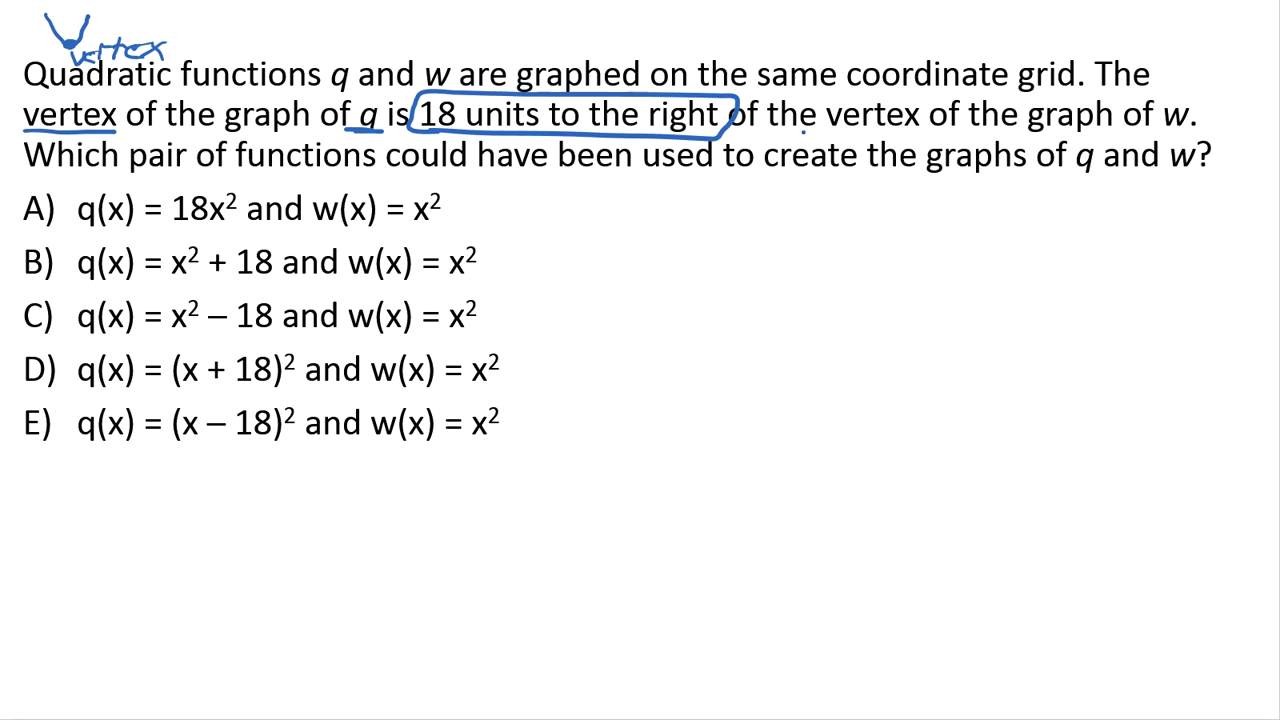 vertex
Quadratic functions q and w are graphed on the same coordinate grid. The
vertex of the graph of q is 18 units to the right of the vertex of the graph of w.
Which pair of functions could have been used to create the graphs of q and w?
A) q(x) = 18x² and w(x) = x²
B) q(x) = x² + 18 and w(x) = x²
C) q(x) = x² – 18 and w(x) = x²
D) q(x) = (x + 18)² and w(x) = x²
E) q(x) = (x – 18)² and w(x) = x²